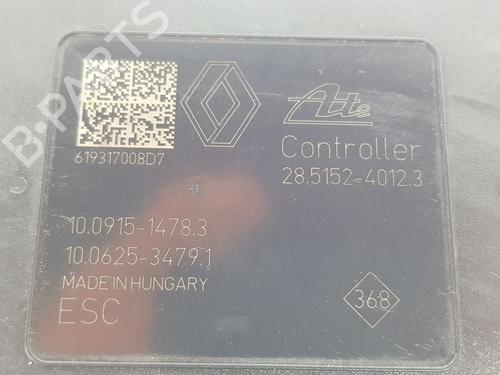 B-PARTS
Ate
619317008D7
Controller
28.5152-4012.3
10.0915-1478.3
10.0625-3479.1
MADE IN HUNGARY
ESC
368